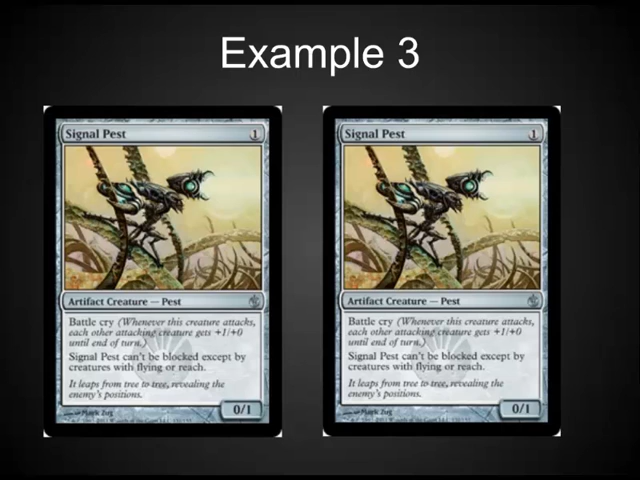 Example 3
Signal Pest 1
Artifact Creature — Pest
Battle cry (Whenever this creature attacks,
each other attacking creature gets +1/+0
until end of turn.)
Signal Pest can't be blocked except by
creatures with flying or reach.
It leaps from tree to tree, revealing the
enemy's positions.
0/1
Mark Zug
Signal Pest 1
Artifact Creature — Pest
Battle cry (Whenever this creature attacks,
each other attacking creature gets +1/+0
until end of turn.)
Signal Pest can't be blocked except by
creatures with flying or reach.
It leaps from tree to tree, revealing the
enemy's positions.
0/1
Mark Zug